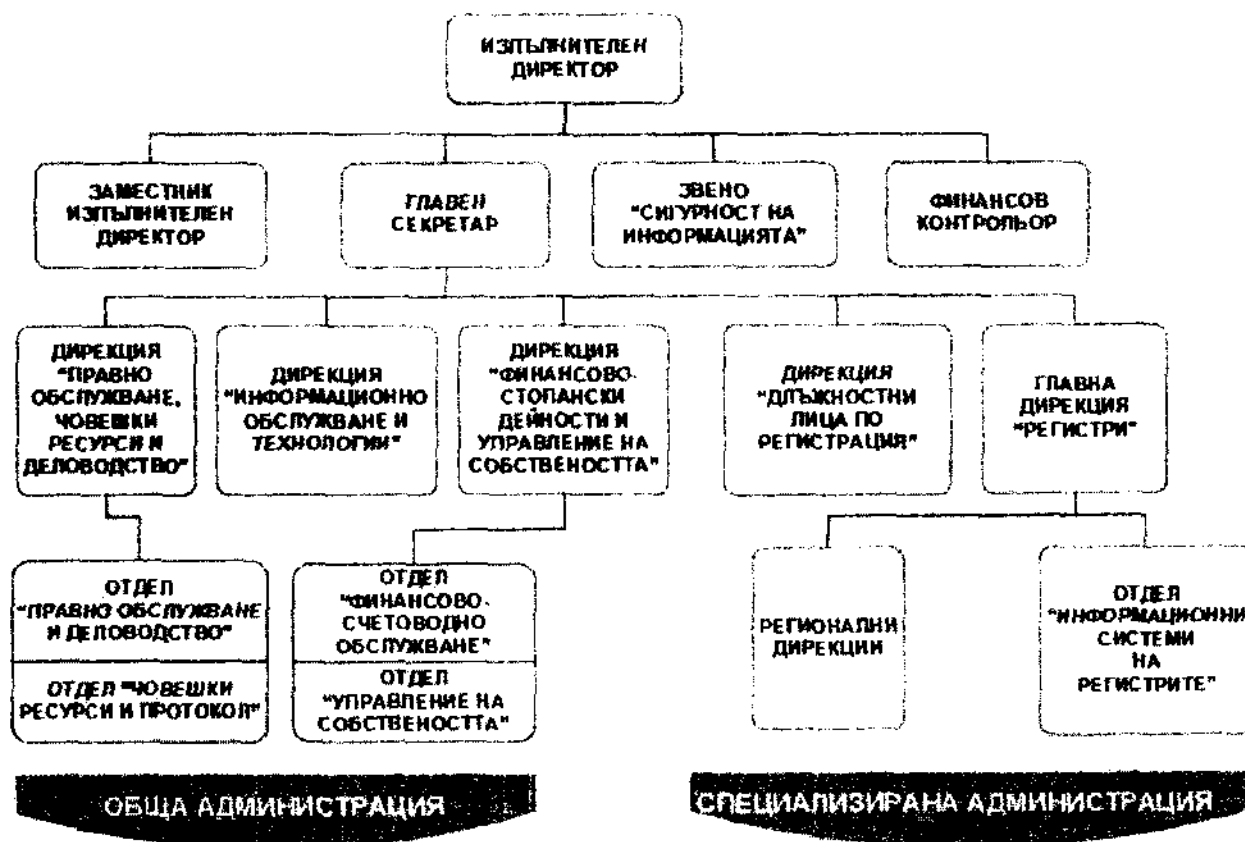 ИЗПЪЛНИТЕЛЕН
ДИРЕКТОР
ЗАМЕСТНИК
ИЗПЪЛНИТЕЛЕН
ДИРЕКТОР
ГЛАВЕН
СЕКРЕТАР
ЗВЕНО
"СИГУРНОСТ НА
ИНФОРМАЦИЯТА"
ФИНАНСОВ
КОНТРОЛЬОР
ДИРЕКЦИЯ
"ПРАВНО
ОБСЛУЖВАНЕ,
ЧОВЕШКИ
РЕСУРСИ И
ДЕЛОВОДСТВО"
ДИРЕКЦИЯ
"ИНФОРМАЦИОННО
ОБСЛУЖВАНЕ И
ТЕХНОЛОГИИ"
ДИРЕКЦИЯ
"ФИНАНСОВО-
СТОПАНСКИ
ДЕЙНОСТИ И
УПРАВЛЕНИЕ НА
СОБСТВЕНОСТТА"
ДИРЕКЦИЯ
"ДЛЪЖНОСТНИ
ЛИЦА ПО
РЕГИСТРАЦИЯ"
ГЛАВНА
ДИРЕКЦИЯ
"РЕГИСТРИ"
ОТДЕЛ
"ПРАВНО ОБСЛУЖВАНЕ
И ДЕЛОВОДСТВО"
ОТДЕЛ "ЧОВЕШКИ
РЕСУРСИ И ПРОТОКОЛ"
ОТДЕЛ
"ФИНАНСОВО-
СЧЕТОВОДНО
ОБСЛУЖВАНЕ"
ОТДЕЛ
"УПРАВЛЕНИЕ НА
СОБСТВЕНОСТТА"
РЕГИОНАЛНИ
ДИРЕКЦИИ
ОТДЕЛ
"ИНФОРМАЦИОННИ
СИСТЕМИ
НА
РЕГИСТРИТЕ"
ОБЩА АДМИНИСТРАЦИЯ
СПЕЦИАЛИЗИРАНА АДМИНИСТРАЦИЯ